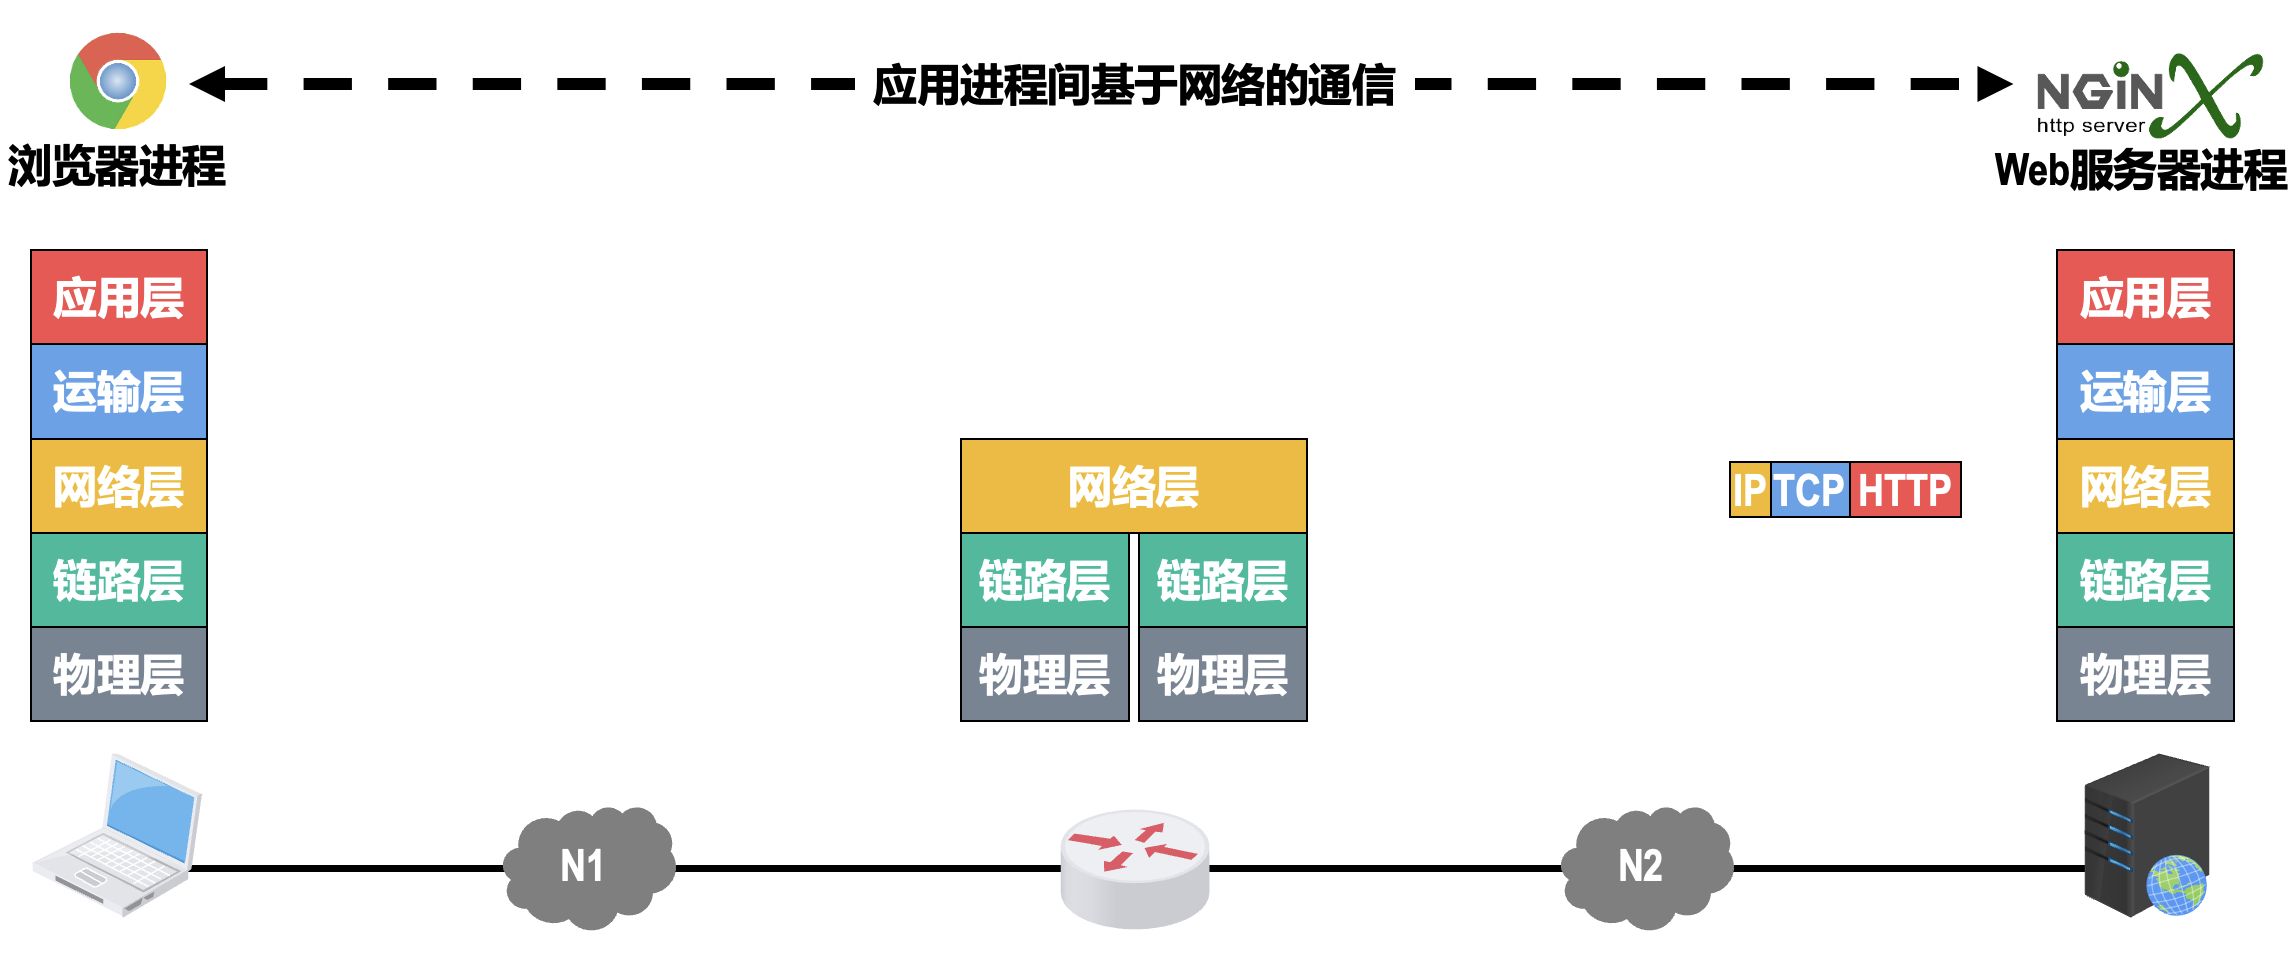 应用进程间基于网络的通信
NGiNX
http server
浏览器进程
Web服务器进程
应用层
运输层
网络层
链路层
物理层
网络层
链路层 链路层
物理层 物理层
IP TCP HTTP
应用层
运输层
网络层
链路层
物理层
N1
N2